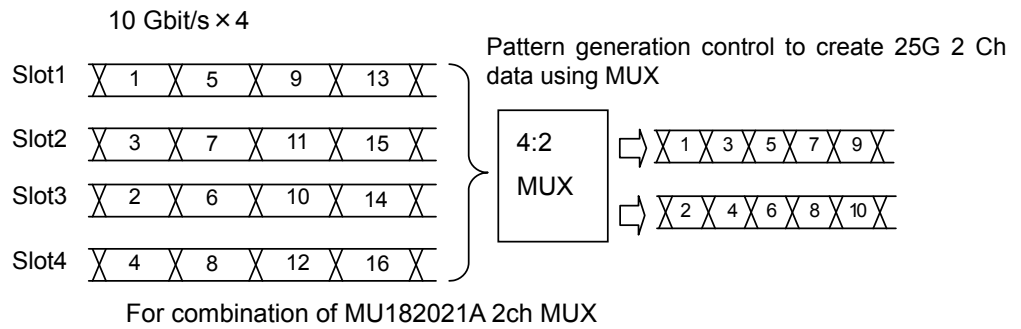 10 Gbit/s × 4
Pattern generation control to create 25G 2 Ch
data using MUX
Slot1 1 5 9 13
Slot2 3 7 11 15
Slot3 2 6 10 14
Slot4 4 8 12 16
4:2
MUX
1 3 5 7 9
2 4 6 8 10
For combination of MU182021A 2ch MUX